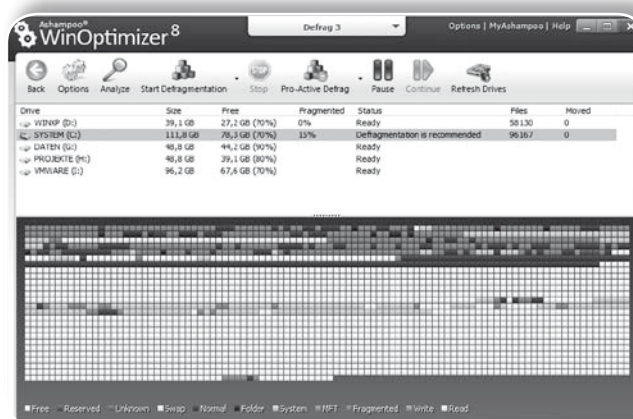 Ashampoo®
WinOptimizer 8
Defrag 3
Options | MyAshampoo | Help
Back Options Analyze Start Defragmentation Stop Pro-Active Defrag Pause Continue Refresh Drives
Drive Size Free Fragmented Status Files Moved
WINXP (D:) 39,1 GB 27,2 GB (70%) 0% Ready 58130 0
SYSTEM (C:) 111,8 GB 78,3 GB (70%) 15% Defragmentation is recommended 96167 0
DATEN (G:) 48,8 GB 44,2 GB (90%) Ready
PROJEKTE (H:) 48,8 GB 39,1 GB (80%) Ready
VMWARE (I:) 96,2 GB 67,6 GB (70%) Ready
Free Reserved Unknown Swap Normal Folder System MFT Fragmented Write Read